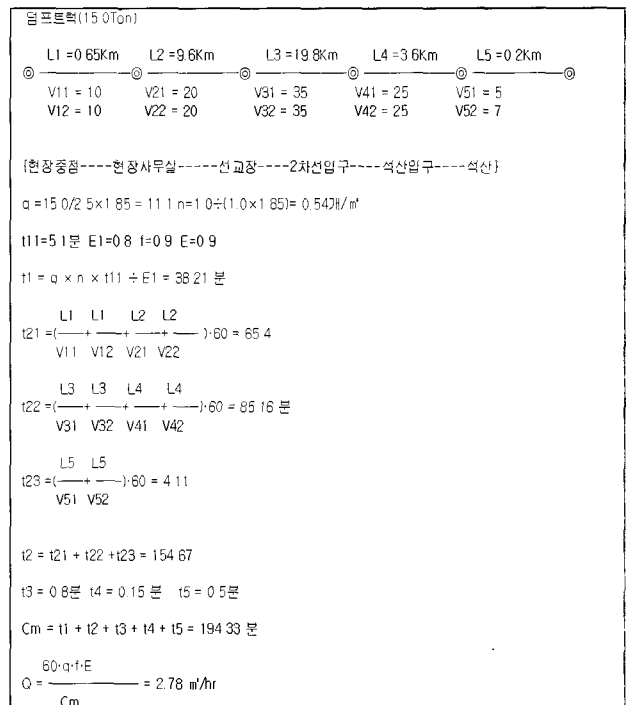 덤프트럭(15.0Ton)
L1 =0.65Km L2 =9.6Km L3 =19.8Km L4 =3.6Km L5 =0.2Km
V11 = 10 V21 = 20 V31 = 35 V41 = 25 V51 = 5
V12 = 10 V22 = 20 V32 = 35 V42 = 25 V52 = 7
{현장중점----현장사무실------선교장----2차선입구----석산입구----석산}
q =15.0/2.5×1.85 = 11.1 n=1.0÷(1.0×1.85)= 0.54개/㎥
t11=5.1분 E1=0.8 f=0.9 E=0.9
t1 = q × n × t11 ÷ E1 = 38.21 분
L1 L1 L2 L2
t21 =(――+ ――+ ――+ ―― )·60 = 65.4
V11 V12 V21 V22
L3 L3 L4 L4
t22 =(――+ ――+ ――+ ――)·60 = 85.16 분
V31 V32 V41 V42
L5 L5
t23 =(――+ ――)·60 = 4.11
V51 V52
t2 = t21 + t22 +t23 = 154.67
t3 = 0.8분 t4 = 0.15 분 t5 = 0.5분
Cm = t1 + t2 + t3 + t4 + t5 = 194.33 분
60·q·f·E
Q = ―――― = 2.78 ㎥/hr
Cm